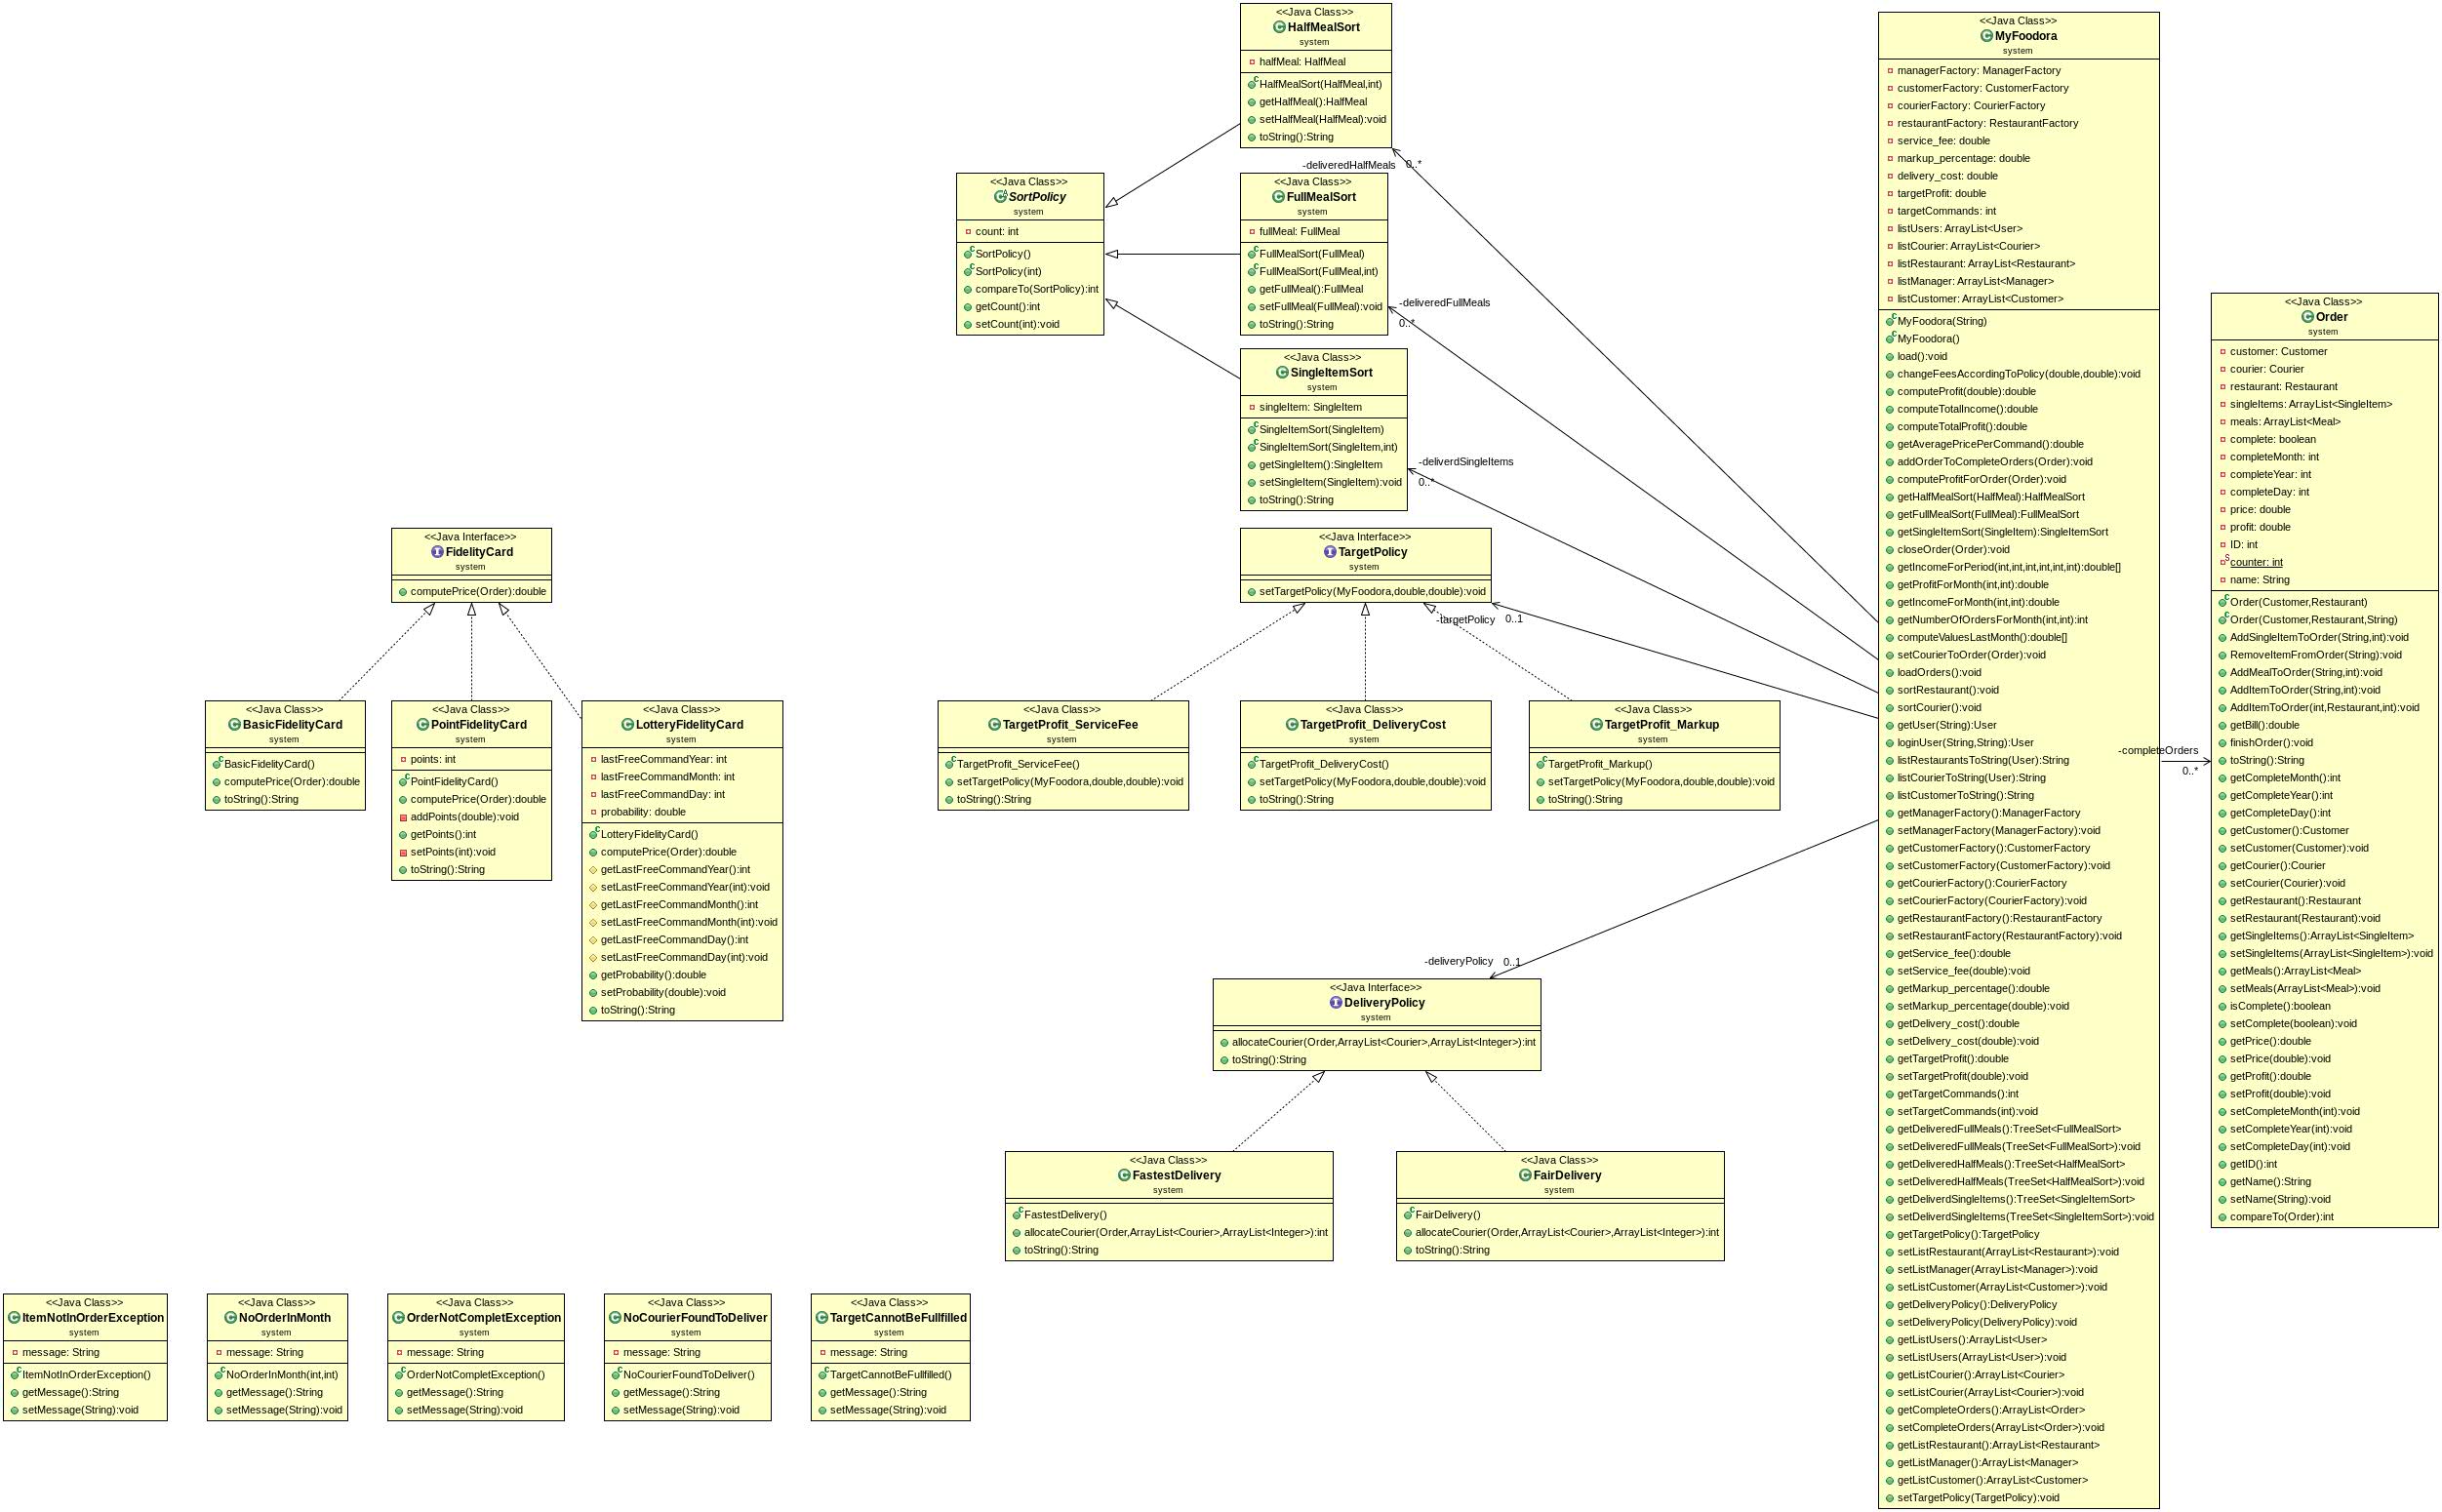 <<Java Class>>
HalfMealSort
system
halfMeal: HalfMeal
HalfMealSort(HalfMeal,int)
getHalfMeal():HalfMeal
setHalfMeal(HalfMeal):void
toString():String
-deliveredHalfMeals
0..*
<<Java Class>>
SortPolicy
system
count: int
SortPolicy()
SortPolicy(int)
compareTo(SortPolicy):int
getCount():int
setCount(int):void
<<Java Class>>
FullMealSort
system
fullMeal: FullMeal
FullMealSort(FullMeal)
FullMealSort(FullMeal,int)
getFullMeal():FullMeal
setFullMeal(FullMeal):void
toString():String
-deliveredFullMeals
0..*
<<Java Class>>
SingleItemSort
system
singleItem: SingleItem
SingleItemSort(SingleItem)
SingleItemSort(SingleItem,int)
getSingleItem():SingleItem
setSingleItem(SingleItem):void
toString():String
-deliverdSingleItems
0..*
<<Java Interface>>
FidelityCard
system
computePrice(Order):double
<<Java Class>>
BasicFidelityCard
system
BasicFidelityCard()
computePrice(Order):double
toString():String
<<Java Class>>
PointFidelityCard
system
points: int
PointFidelityCard()
computePrice(Order):double
addPoints(double):void
getPoints():int
setPoints(int):void
toString():String
<<Java Class>>
LotteryFidelityCard
system
lastFreeCommandYear: int
lastFreeCommandMonth: int
lastFreeCommandDay: int
probability: double
LotteryFidelityCard()
computePrice(Order):double
getLastFreeCommandYear():int
setLastFreeCommandYear(int):void
getLastFreeCommandMonth():int
setLastFreeCommandMonth(int):void
getLastFreeCommandDay():int
setLastFreeCommandDay(int):void
getProbability():double
setProbability(double):void
toString():String
<<Java Interface>>
TargetPolicy
system
setTargetPolicy(MyFoodora,double,double):void
-targetPolicy
0..1
<<Java Class>>
TargetProfit_ServiceFee
system
TargetProfit_ServiceFee()
setTargetPolicy(MyFoodora,double,double):void
toString():String
<<Java Class>>
TargetProfit_DeliveryCost
system
TargetProfit_DeliveryCost()
setTargetPolicy(MyFoodora,double,double):void
toString():String
<<Java Class>>
TargetProfit_Markup
system
TargetProfit_Markup()
setTargetPolicy(MyFoodora,double,double):void
toString():String
-deliveryPolicy
0..1
<<Java Interface>>
DeliveryPolicy
system
allocateCourier(Order,ArrayList<Courier>,ArrayList<Integer>):int
toString():String
<<Java Class>>
FastestDelivery
system
FastestDelivery()
allocateCourier(Order,ArrayList<Courier>,ArrayList<Integer>):int
toString():String
<<Java Class>>
FairDelivery
system
FairDelivery()
allocateCourier(Order,ArrayList<Courier>,ArrayList<Integer>):int
toString():String
<<Java Class>>
ItemNotInOrderException
system
message: String
ItemNotInOrderException()
getMessage():String
setMessage(String):void
<<Java Class>>
NoOrderInMonth
system
message: String
NoOrderInMonth(int,int)
getMessage():String
setMessage(String):void
<<Java Class>>
OrderNotCompletException
system
message: String
OrderNotCompletException()
getMessage():String
setMessage(String):void
<<Java Class>>
NoCourierFoundToDeliver
system
message: String
NoCourierFoundToDeliver()
getMessage():String
setMessage(String):void
<<Java Class>>
TargetCannotBeFullfilled
system
message: String
TargetCannotBeFullfilled()
getMessage():String
setMessage(String):void
<<Java Class>>
MyFoodora
system
managerFactory: ManagerFactory
customerFactory: CustomerFactory
courierFactory: CourierFactory
restaurantFactory: RestaurantFactory
service_fee: double
markup_percentage: double
delivery_cost: double
targetProfit: double
targetCommands: int
listUsers: ArrayList<User>
listCourier: ArrayList<Courier>
listRestaurant: ArrayList<Restaurant>
listManager: ArrayList<Manager>
listCustomer: ArrayList<Customer>
MyFoodora(String)
MyFoodora()
load():void
changeFeesAccordingToPolicy(double,double):void
computeProfit(double):double
computeTotalIncome():double
computeTotalProfit():double
getAveragePricePerCommand():double
addOrderToCompleteOrders(Order):void
computeProfitForOrder(Order):void
getHalfMealSort(HalfMeal):HalfMealSort
getFullMealSort(FullMeal):FullMealSort
getSingleItemSort(SingleItem):SingleItemSort
closeOrder(Order):void
getIncomeForPeriod(int,int,int,int,int,int):double[]
getProfitForMonth(int,int):double
getIncomeForMonth(int,int):double
getNumberOfOrdersForMonth(int,int):int
computeValuesLastMonth():double[]
setCourierToOrder(Order):void
loadOrders():void
sortRestaurant():void
sortCourier():void
getUser(String):User
loginUser(String,String):User
listRestaurantsToString(User):String
listCourierToString(User):String
listCustomerToString():String
getManagerFactory():ManagerFactory
setManagerFactory(ManagerFactory):void
getCustomerFactory():CustomerFactory
setCustomerFactory(CustomerFactory):void
getCourierFactory():CourierFactory
setCourierFactory(CourierFactory):void
getRestaurantFactory():RestaurantFactory
setRestaurantFactory(RestaurantFactory):void
getService_fee():double
setService_fee(double):void
getMarkup_percentage():double
setMarkup_percentage(double):void
getDelivery_cost():double
setDelivery_cost(double):void
getTargetProfit():double
setTargetProfit(double):void
getTargetCommands():int
setTargetCommands(int):void
getDeliveredFullMeals():TreeSet<FullMealSort>
setDeliveredFullMeals(TreeSet<FullMealSort>):void
getDeliveredHalfMeals():TreeSet<HalfMealSort>
setDeliveredHalfMeals(TreeSet<HalfMealSort>):void
getDeliverdSingleItems():TreeSet<SingleItemSort>
setDeliverdSingleItems(TreeSet<SingleItemSort>):void
getTargetPolicy():TargetPolicy
setListRestaurant(ArrayList<Restaurant>):void
setListManager(ArrayList<Manager>):void
setListCustomer(ArrayList<Customer>):void
getDeliveryPolicy():DeliveryPolicy
setDeliveryPolicy(DeliveryPolicy):void
getListUsers():ArrayList<User>
setListUsers(ArrayList<User>):void
getListCourier():ArrayList<Courier>
setListCourier(ArrayList<Courier>):void
getCompleteOrders():ArrayList<Order>
setCompleteOrders(ArrayList<Order>):void
getListRestaurant():ArrayList<Restaurant>
getListManager():ArrayList<Manager>
getListCustomer():ArrayList<Customer>
setTargetPolicy(TargetPolicy):void
-completeOrders
0..*
<<Java Class>>
Order
system
customer: Customer
courier: Courier
restaurant: Restaurant
singleItems: ArrayList<SingleItem>
meals: ArrayList<Meal>
complete: boolean
completeMonth: int
completeYear: int
completeDay: int
price: double
profit: double
ID: int
counter: int
name: String
Order(Customer,Restaurant)
Order(Customer,Restaurant,String)
AddSingleItemToOrder(String,int):void
RemoveItemFromOrder(String):void
AddMealToOrder(String,int):void
AddItemToOrder(String,int):void
AddItemToOrder(int,Restaurant,int):void
getBill():double
finishOrder():void
toString():String
getCompleteMonth():int
getCompleteYear():int
getCompleteDay():int
getCustomer():Customer
setCustomer(Customer):void
getCourier():Courier
setCourier(Courier):void
getRestaurant():Restaurant
setRestaurant(Restaurant):void
getSingleItems():ArrayList<SingleItem>
setSingleItems(ArrayList<SingleItem>):void
getMeals():ArrayList<Meal>
setMeals(ArrayList<Meal>):void
isComplete():boolean
setComplete(boolean):void
getPrice():double
setPrice(double):void
getProfit():double
setProfit(double):void
setCompleteMonth(int):void
setCompleteYear(int):void
setCompleteDay(int):void
getID():int
getName():String
setName(String):void
compareTo(Order):int